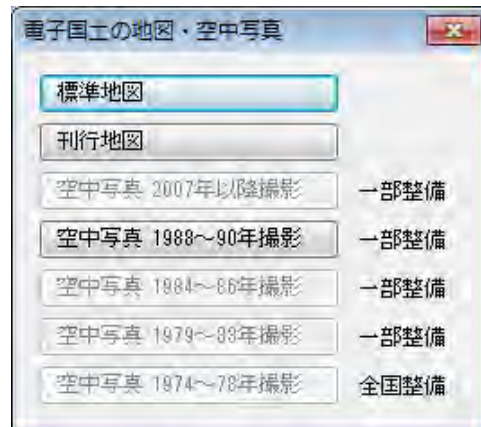 電子国土の地図・空中写真
標準地図
刊行地図
空中写真 2007年以降撮影 一部整備
空中写真 1988～90年撮影 一部整備
空中写真 1984～86年撮影 一部整備
空中写真 1979～83年撮影 一部整備
空中写真 1974～78年撮影 全国整備